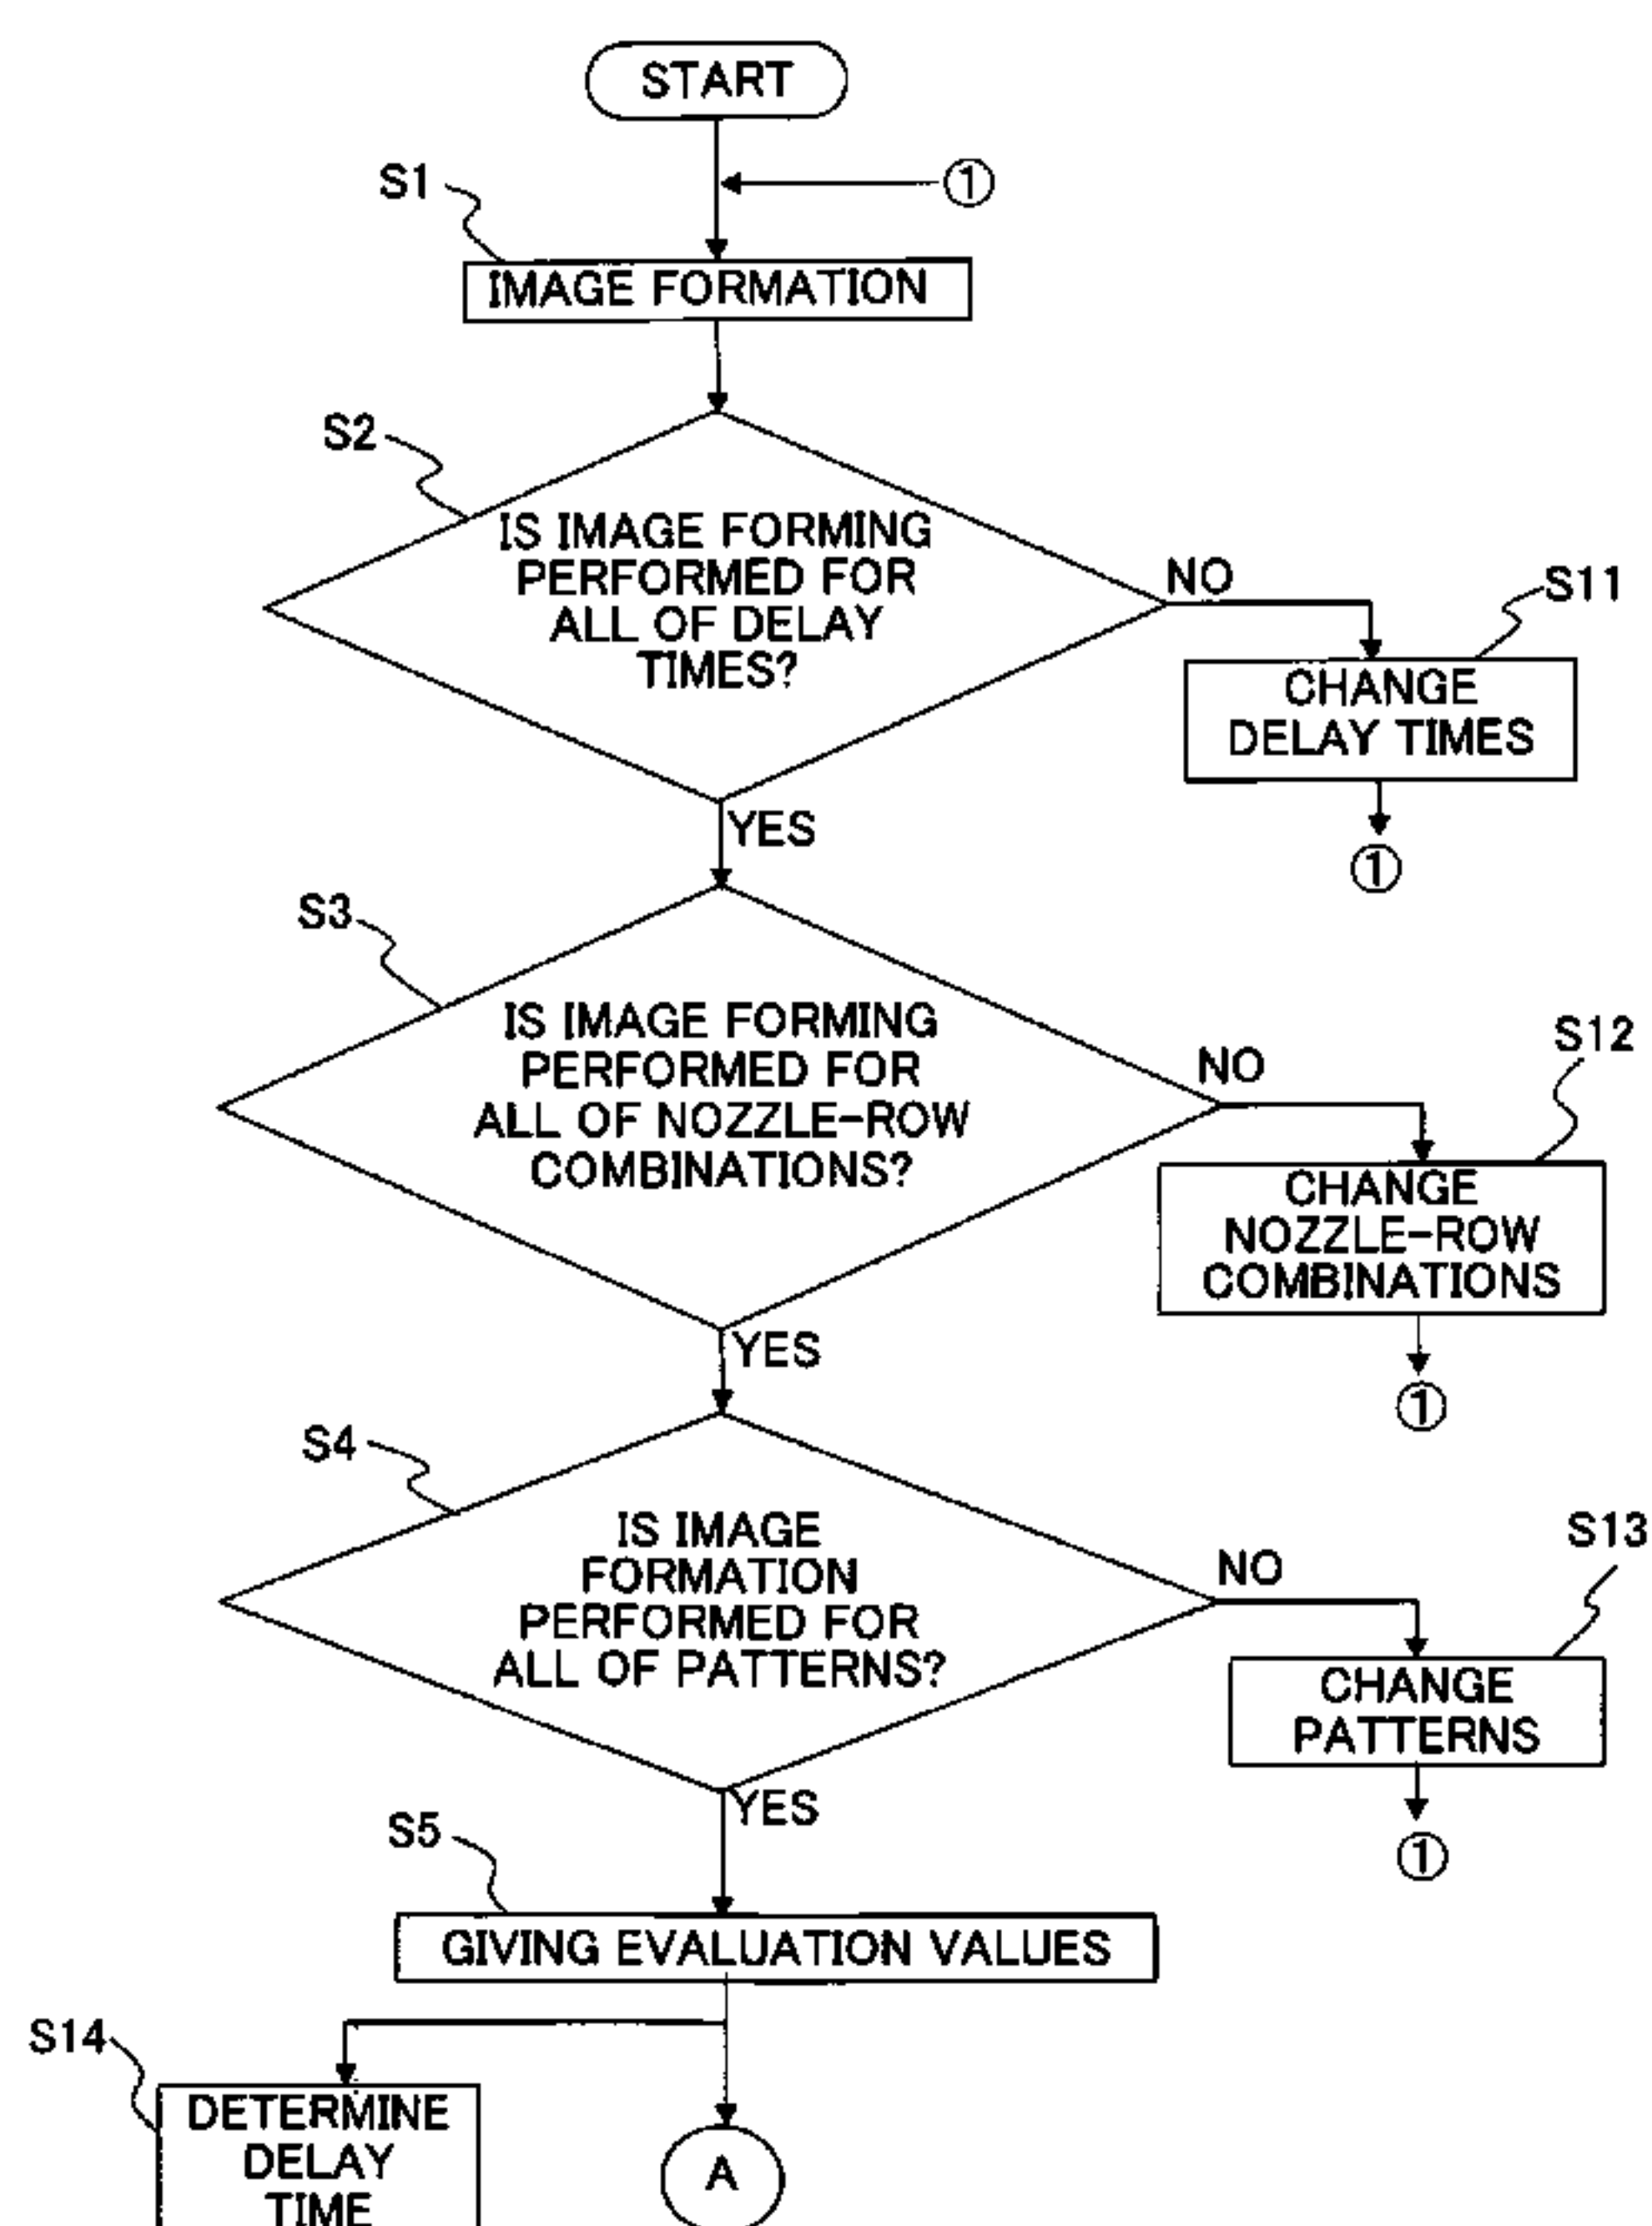 START
S1
①
IMAGE FORMATION
S2
IS IMAGE FORMING
PERFORMED FOR
ALL OF DELAY
TIMES?
NO
S11
CHANGE
DELAY TIMES
①
YES
S3
IS IMAGE FORMING
PERFORMED FOR
ALL OF NOZZLE-ROW
COMBINATIONS?
NO
S12
CHANGE
NOZZLE-ROW
COMBINATIONS
①
YES
S4
IS IMAGE
FORMATION
PERFORMED FOR
ALL OF PATTERNS?
NO
S13
CHANGE
PATTERNS
①
YES
S5
GIVING EVALUATION VALUES
S14
DETERMINE
DELAY
TIME
A